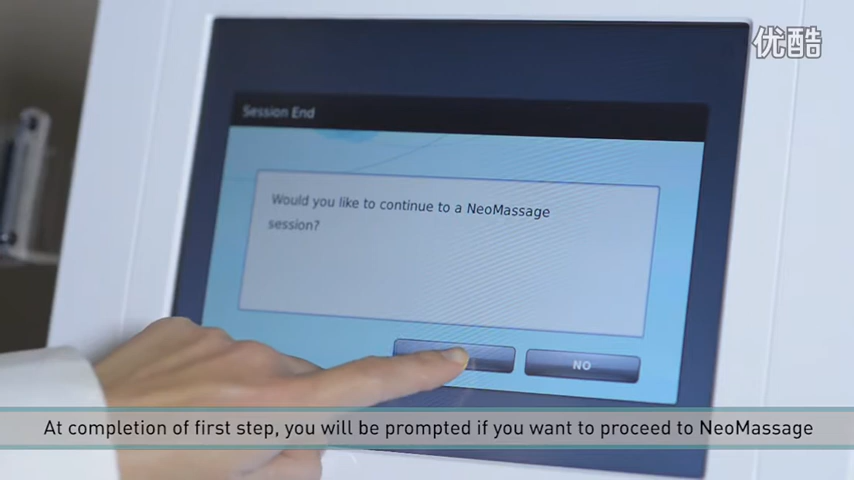 优酷
Session End
Would you like to continue to a NeoMassage
session?
NO
At completion of first step, you will be prompted if you want to proceed to NeoMassage